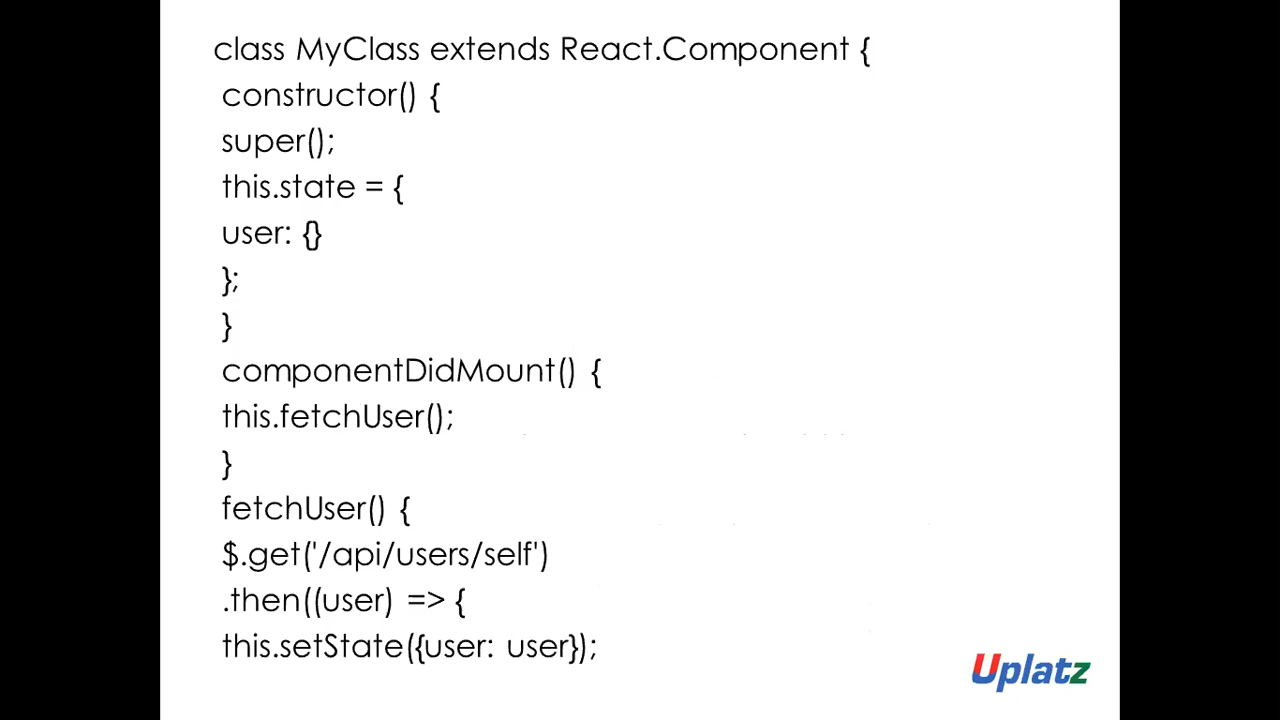 class MyClass extends React.Component {
constructor() {
super();
this.state = {
user: {}
};
}
componentDidMount() {
this.fetchUser();
}
fetchUser() {
$.get('/api/users/self')
.then((user) => {
this.setState({user: user});
Uplatz